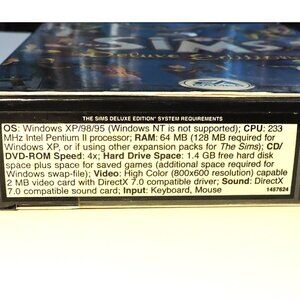 SIMS
THE SIMS DELUXE EDITION SYSTEM REQUIREMENTS
OS: Windows XP/98/95 (Windows NT is not supported); CPU: 233
MHz Intel Pentium II processor; RAM: 64 MB (128 MB required for
Windows XP, or if using other expansion packs for The Sims); CD/
DVD-ROM Speed: 4x; Hard Drive Space: 1.4 GB free hard disk
space plus space for saved games (additional space required for
Windows swap-file); Video: High Color (800x600 resolution) capable
2 MB video card with DirectX 7.0 compatible driver; Sound: DirectX
7.0 compatible sound card; Input: Keyboard, Mouse
1487624